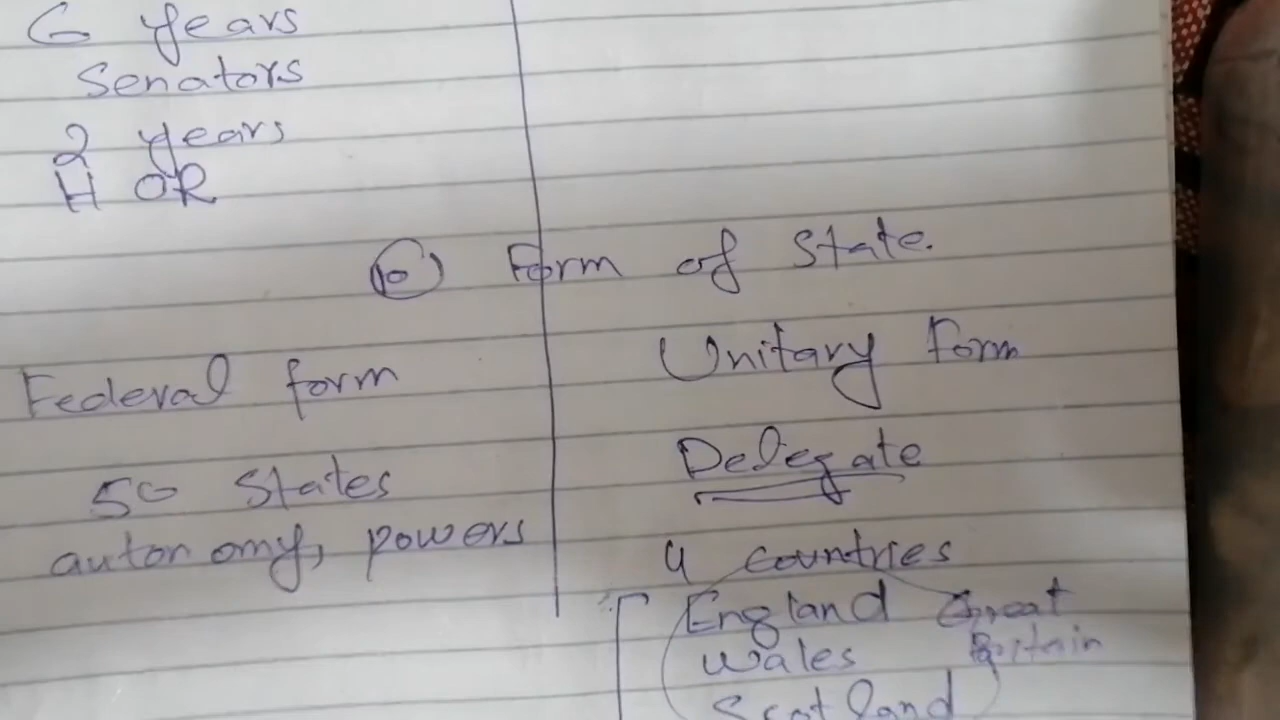 6 years
Senators
2 years
HOR
Form of State.
Federal form
50 States
autonomy, powers
Unitary Form
Delegate
4 countries
England Great
Wales Britain
Scotland